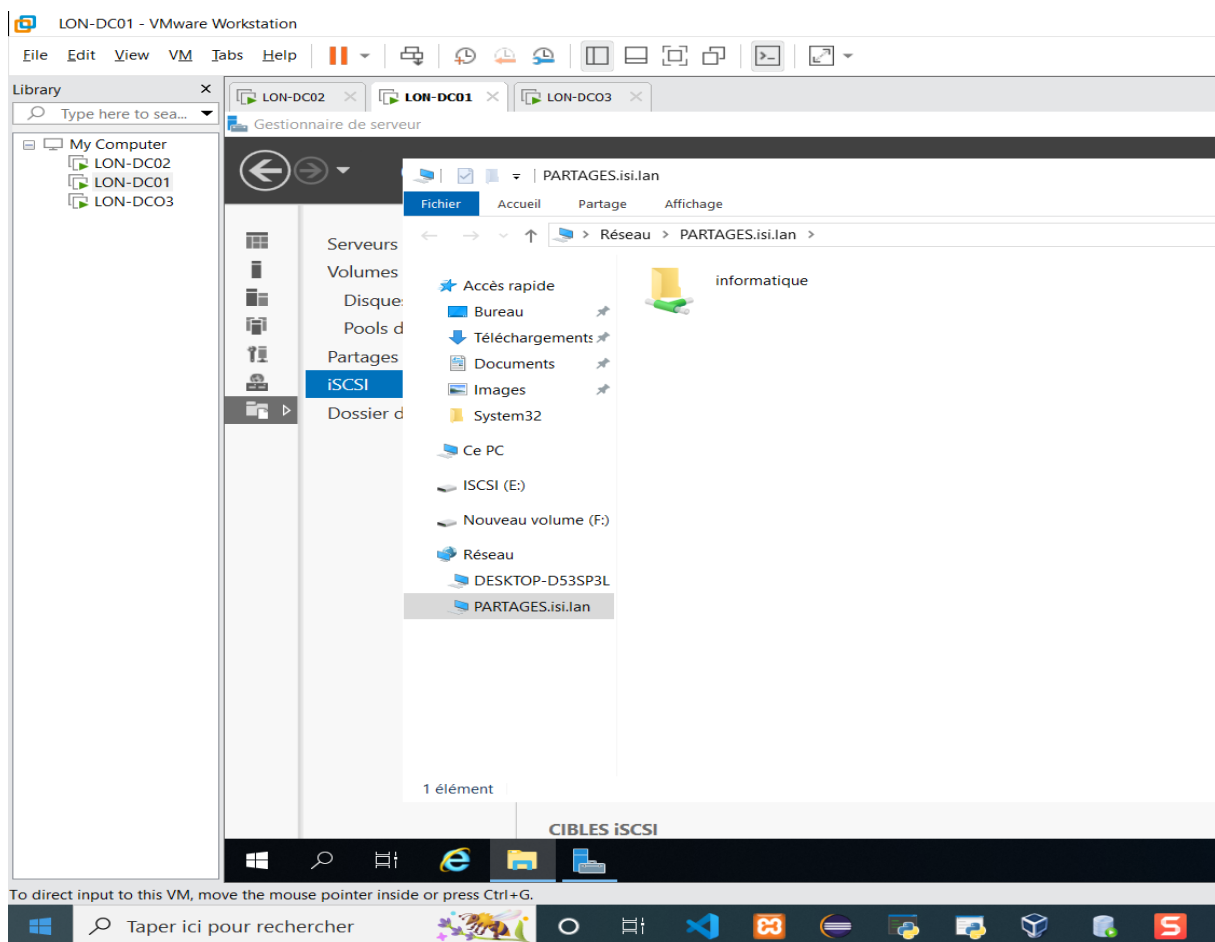 LON-DC01 - VMware Workstation
File Edit View VM Tabs Help
Library
Type here to sea...
My Computer
LON-DC02
LON-DC01
LON-DCO3
LON-DC02 LON-DC01 LON-DCO3
Gestionnaire de serveur
PARTAGES.isi.lan
Fichier Accueil Partage Affichage
Réseau > PARTAGES.isi.lan >
Serveurs
Volumes
Disque
Pools d
Partages
iSCSI
Dossier d
Accès rapide
Bureau
Téléchargements
Documents
Images
System32
Ce PC
ISCSI (E:)
Nouveau volume (F:)
Réseau
DESKTOP-D53SP3L
PARTAGES.isi.lan
informatique
1 élément
CIBLES iSCSI
To direct input to this VM, move the mouse pointer inside or press Ctrl+G.
Taper ici pour rechercher